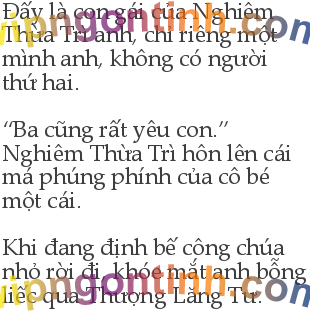 Đấy là con gái của Nghiêm
Thừa Trì anh, chỉ riêng một
mình anh, không có người
thứ hai.
“Ba cũng rất yêu con.”
Nghiêm Thừa Trì hôn lên cái
má phúng phính của cô bé
một cái.
Khi đang định bế công chúa
nhỏ rời đi, khóe mắt anh bỗng
liếc qua Thượng Lăng Tư.
vipngontinh.com
vipngontinh.com